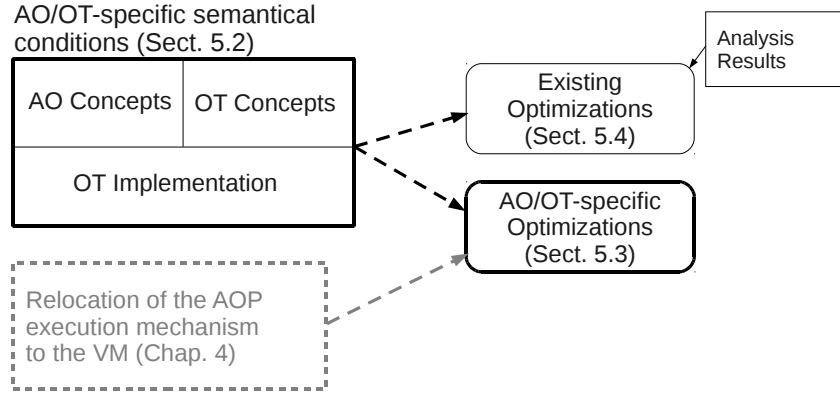 AO/OT-specific semantical
conditions (Sect. 5.2)
AO Concepts
OT Concepts
OT Implementation
Existing
Optimizations
(Sect. 5.4)
Analysis
Results
AO/OT-specific
Optimizations
(Sect. 5.3)
Relocation of the AOP
execution mechanism
to the VM (Chap. 4)